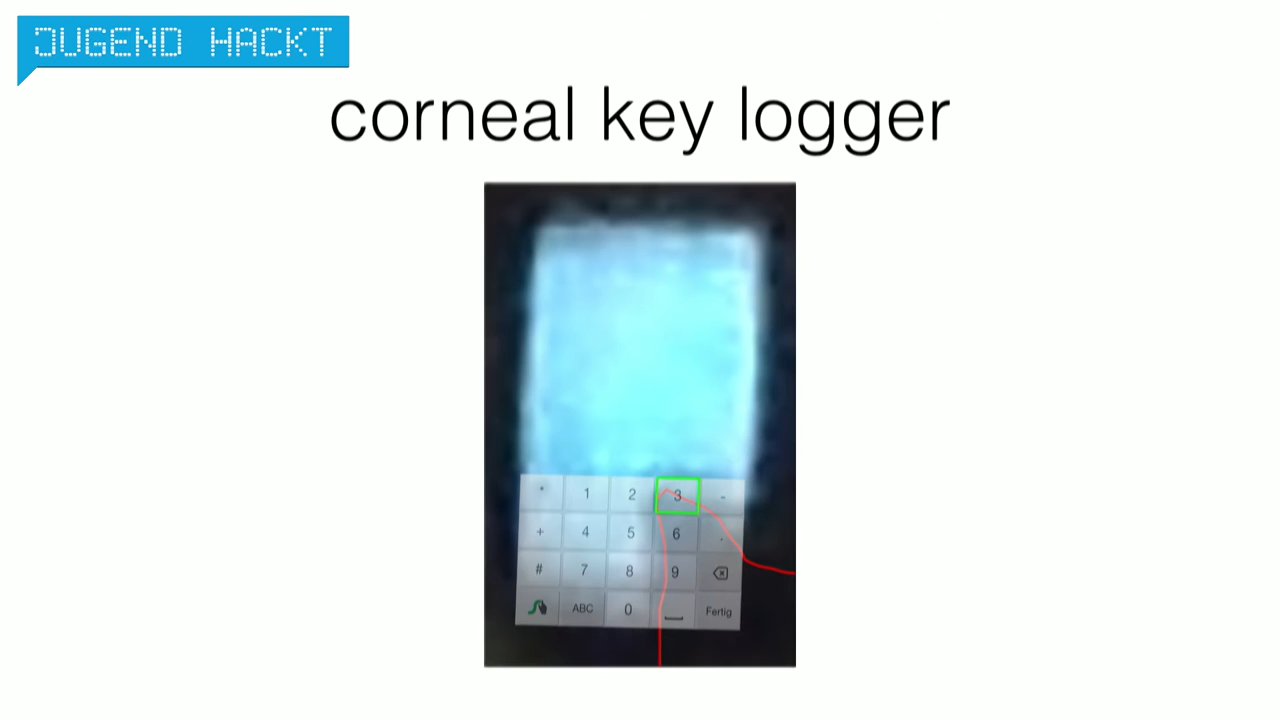 JUGEND HACKT
corneal key logger
* 1 2 3 -
+ 4 5 6 .
# 7 8 9
ABC 0 Fertig